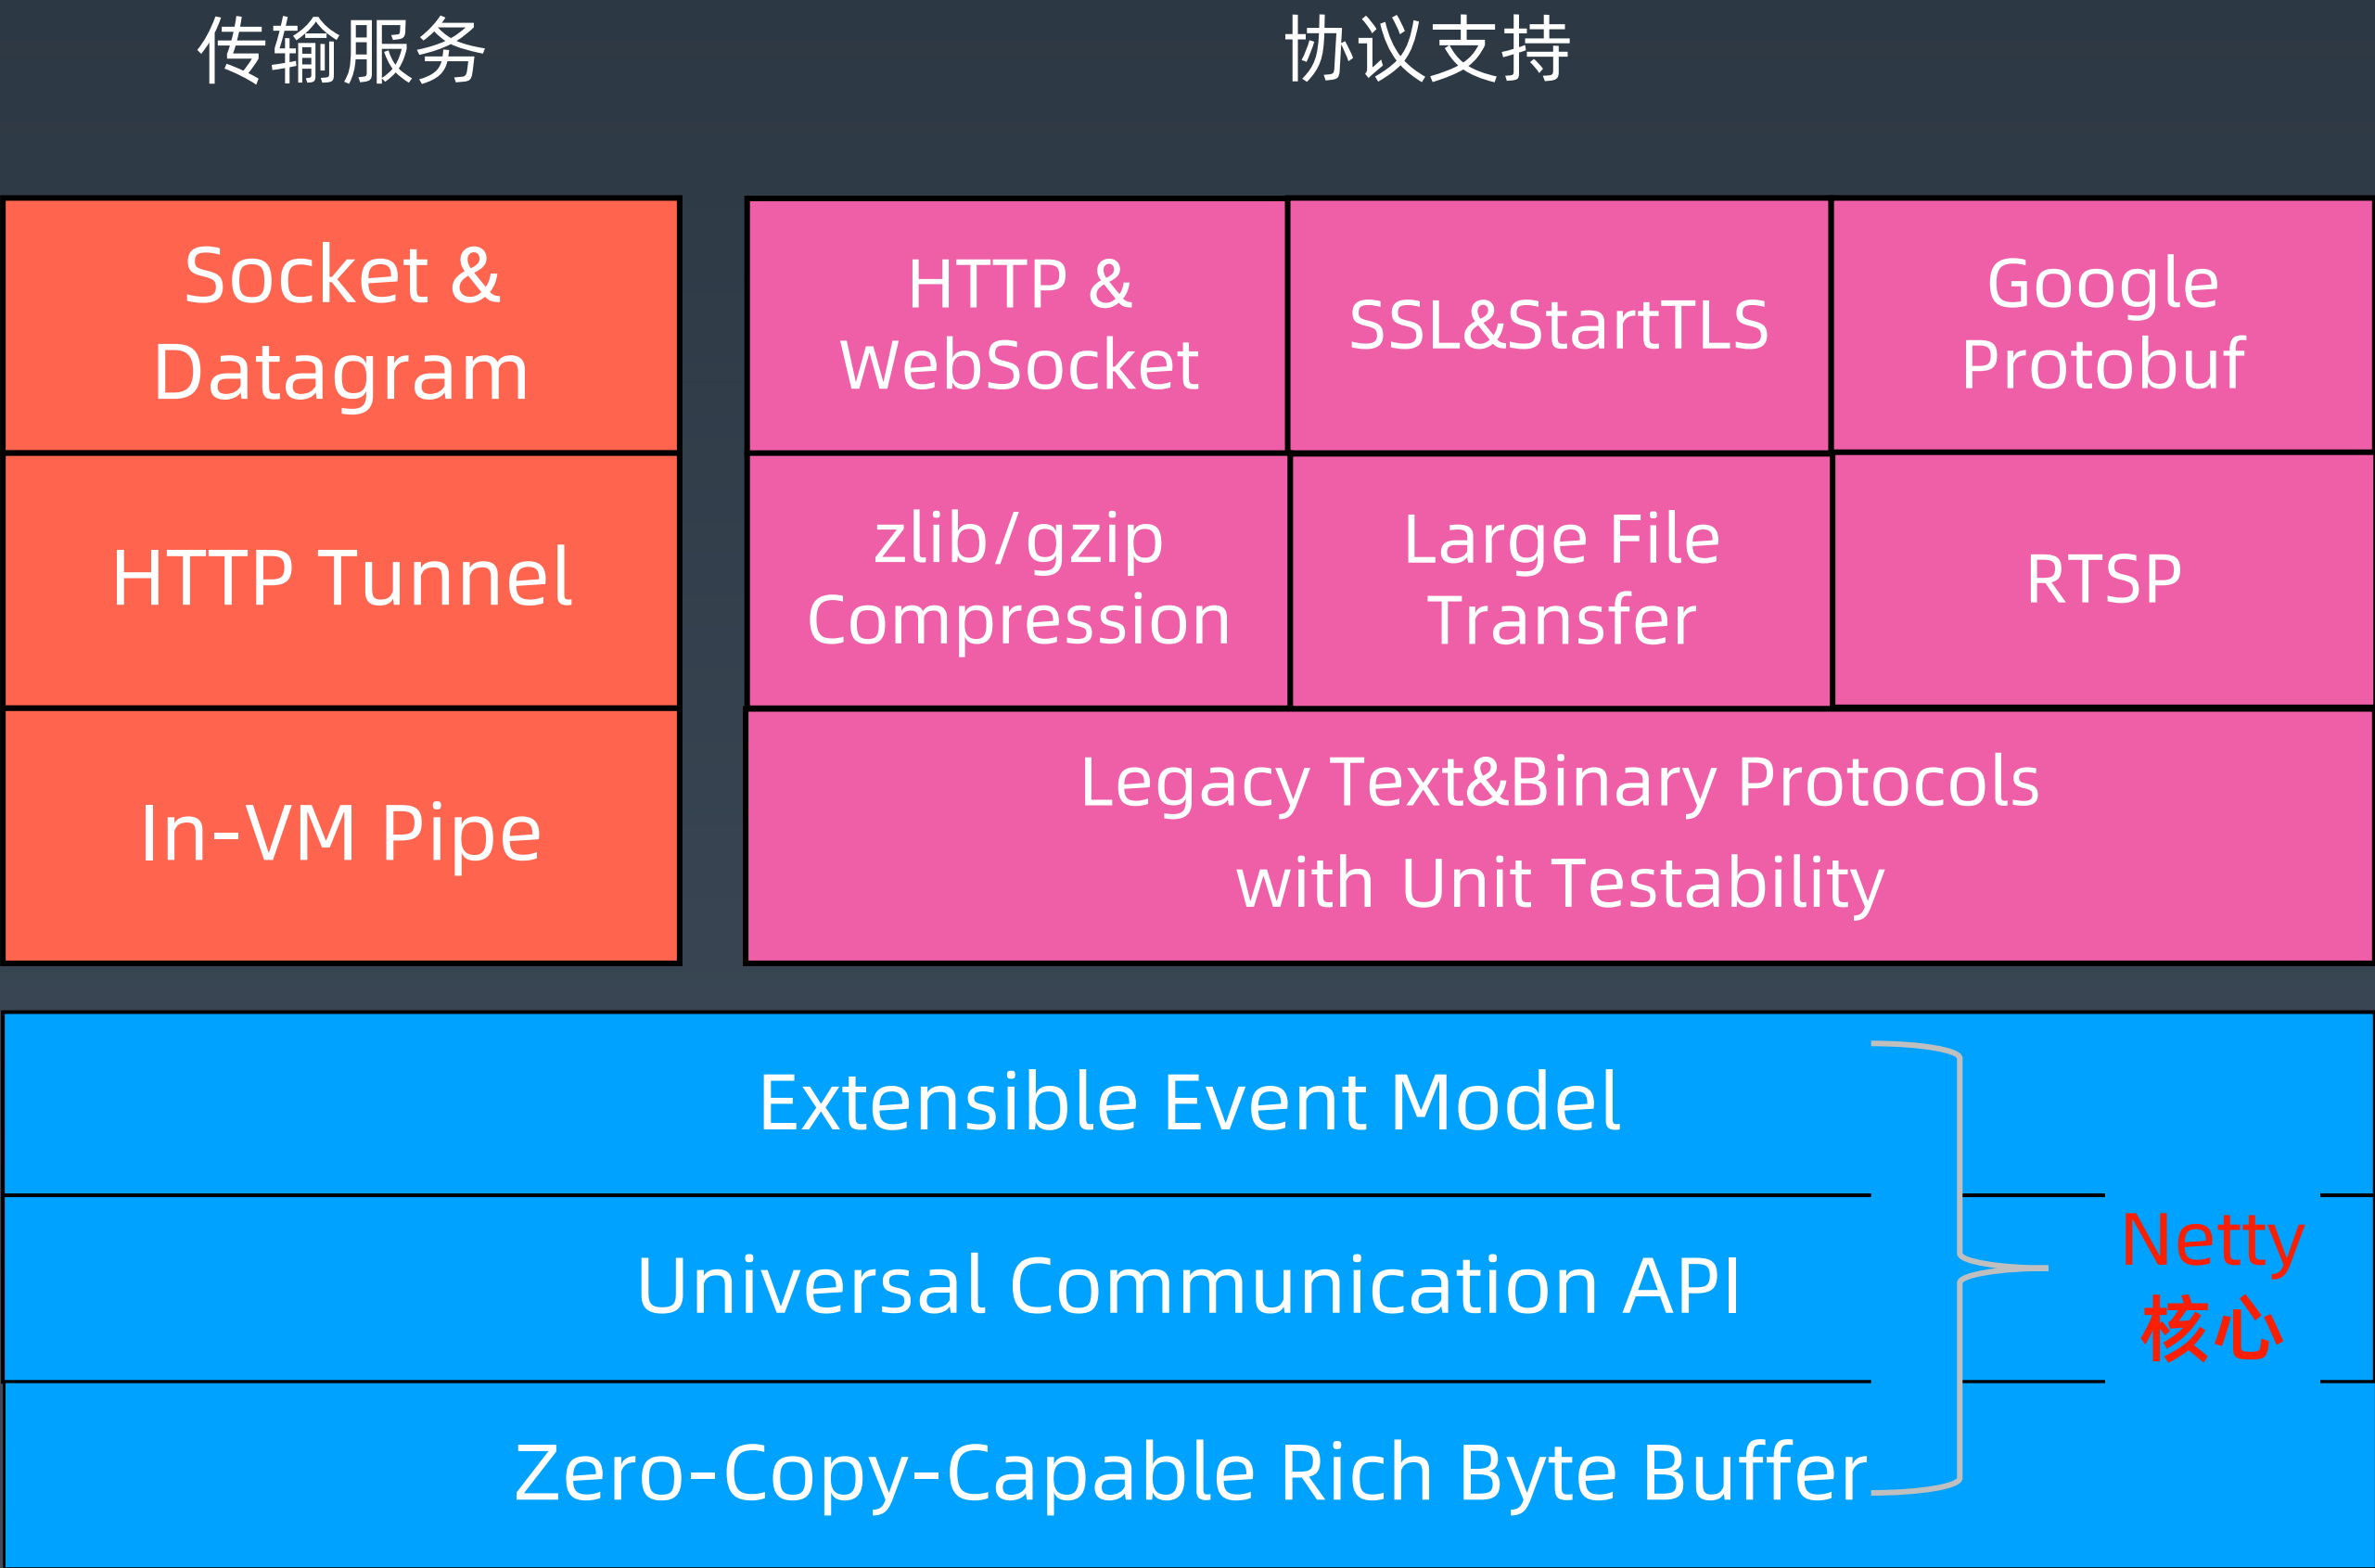 传输服务
协议支持
Socket &
Datagram
HTTP &
WebSocket
SSL&StartTLS
Google
Protobuf
HTTP Tunnel
zlib/gzip
Compression
Large File
Transfer
RTSP
In-VM Pipe
Legacy Text&Binary Protocols
with Unit Testability
Extensible Event Model
Universal Communication API
Zero-Copy-Capable Rich Byte Buffer
Netty
核心